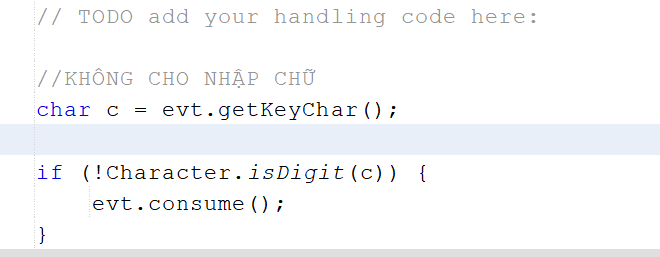 // TODO add your handling code here:
//KHÔNG CHO NHẬP CHỮ
char c = evt.getKeyChar();
if (!Character.isDigit(c)) {
evt.consume();
}